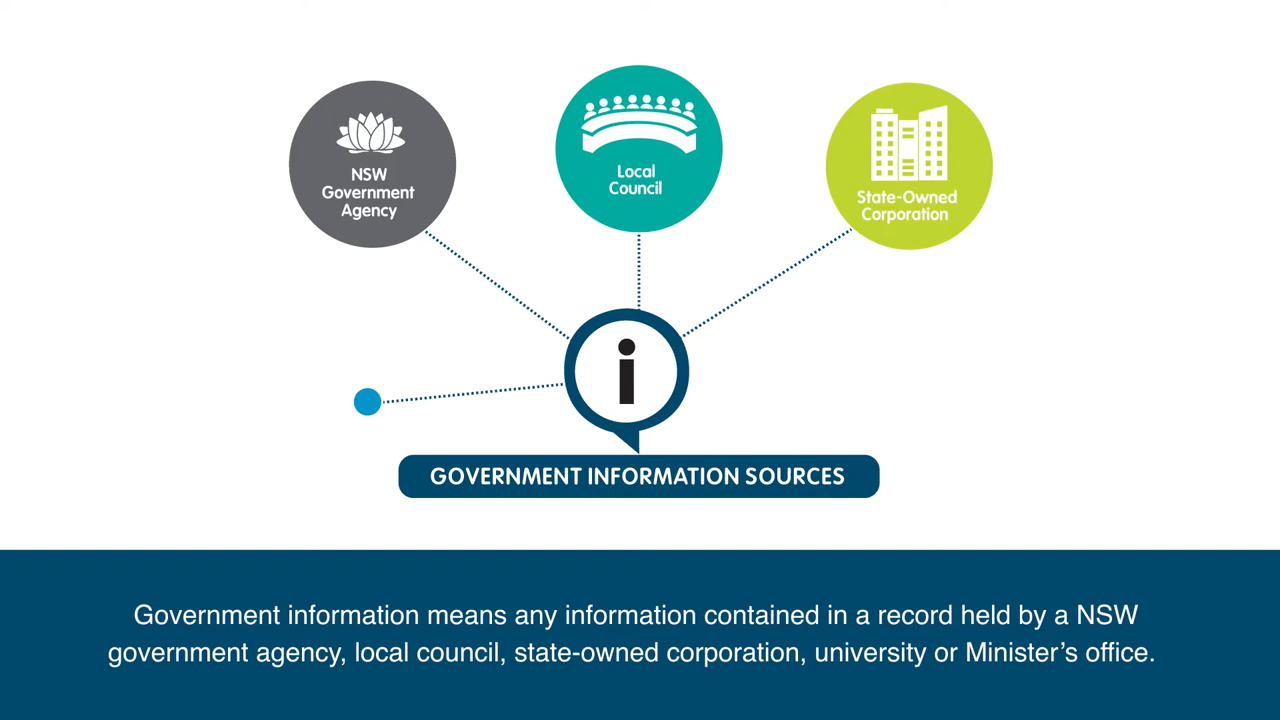 NSW
Government
Agency
Local
Council
State-Owned
Corporation
i
GOVERNMENT INFORMATION SOURCES
Government information means any information contained in a record held by a NSW
government agency, local council, state-owned corporation, university or Minister’s office.